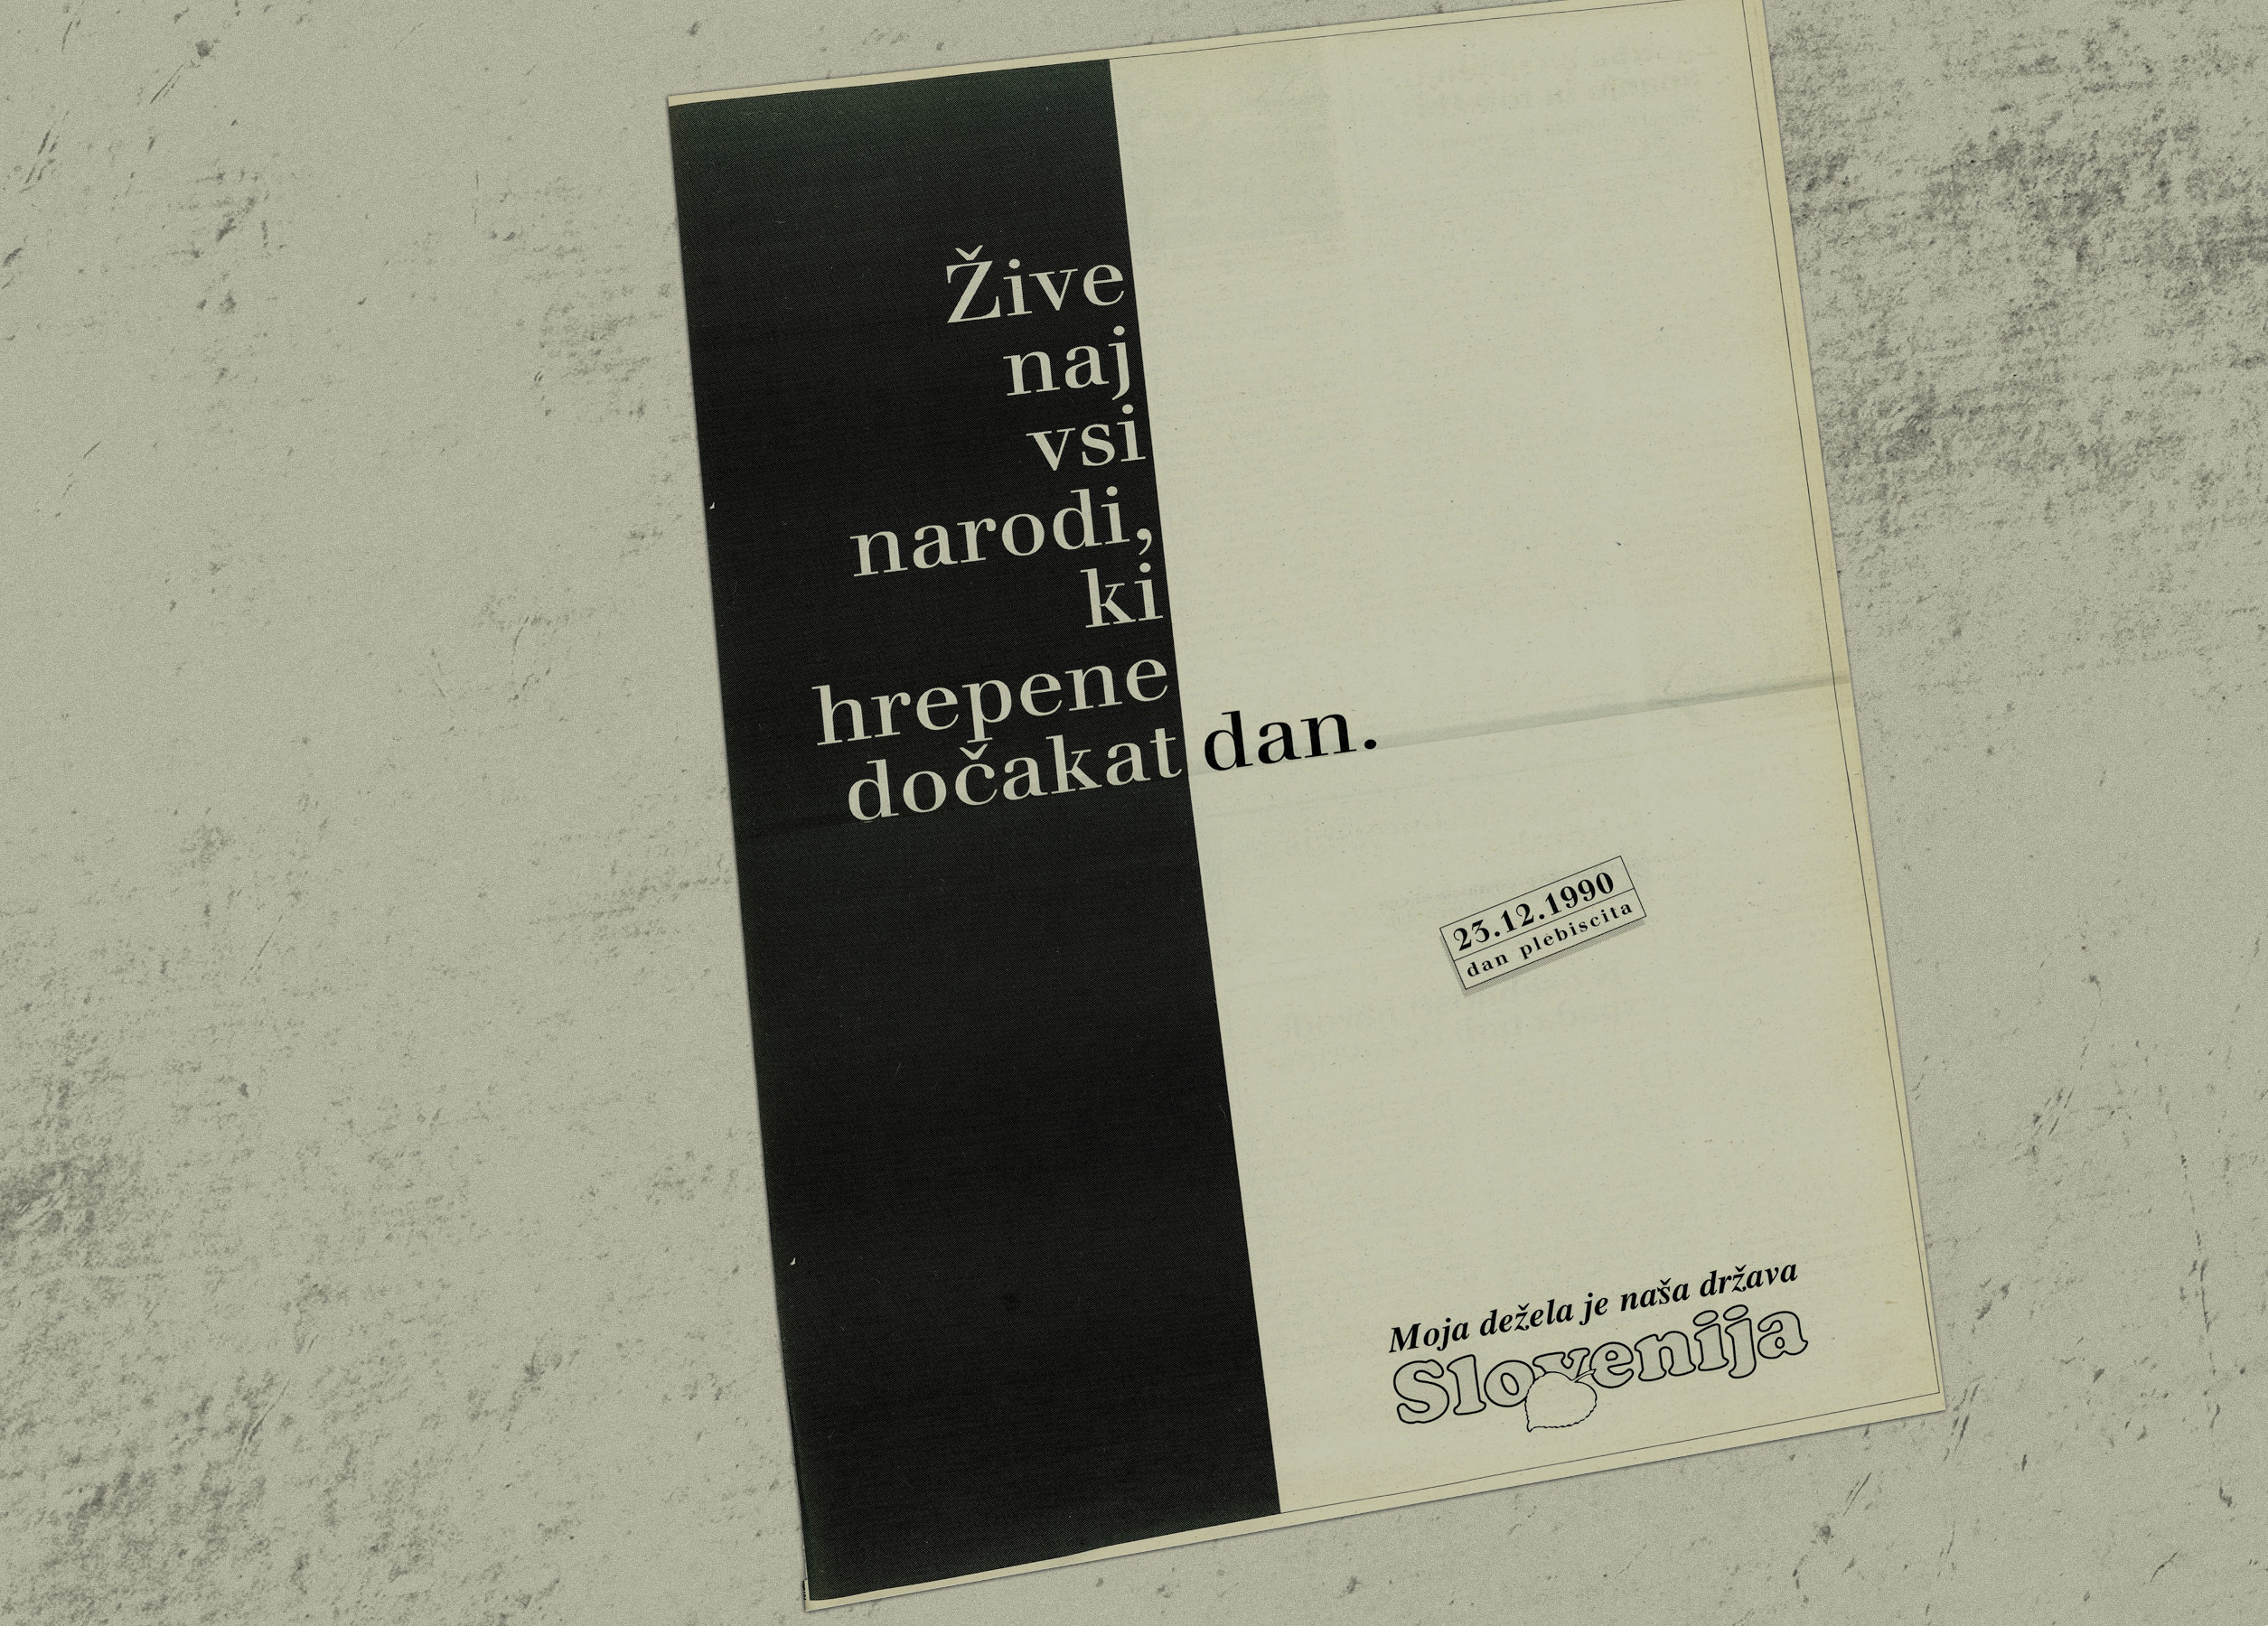 Žive
naj
vsi
narodi,
ki
hrepene
dočakat dan.
23.12.1990
dan plebiscita
Moja dežela je naša država
Slovenija